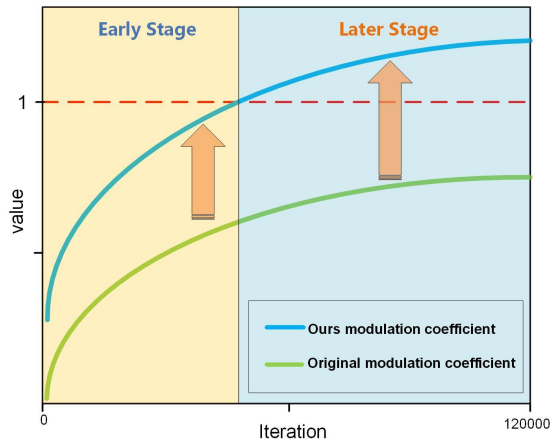 Early Stage
Later Stage
1
value
Ours modulation coefficient
Original modulation coefficient
0
120000
Iteration